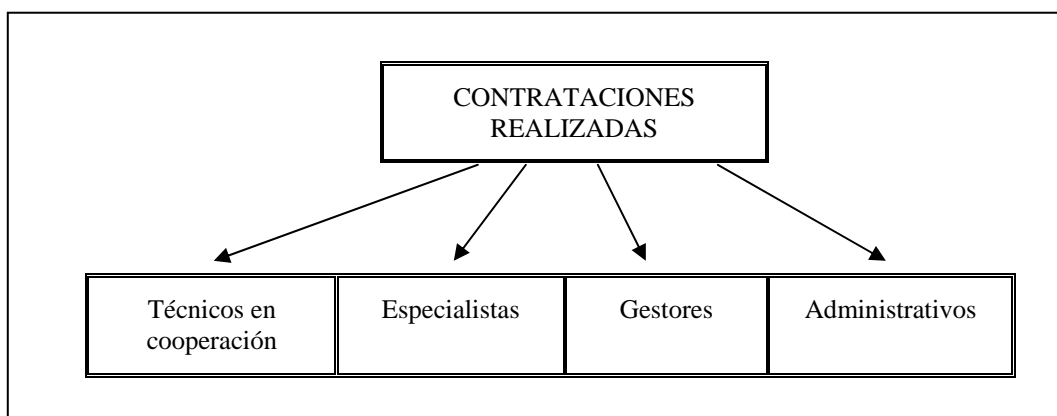 CONTRATACIONES
REALIZADAS
Técnicos en
cooperación
Especialistas
Gestores
Administrativos